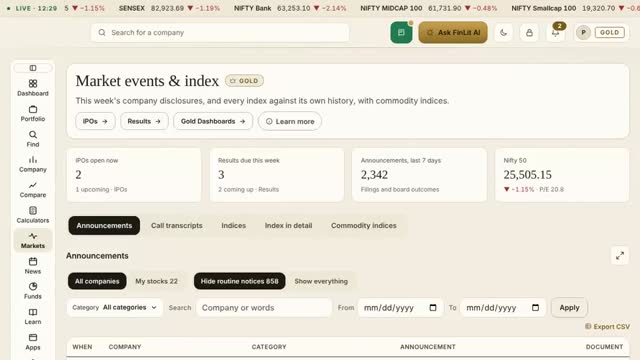 LIVE · 12:29 5 ▼ −1.15% SENSEX 82,923.69 ▼ −1.19% NIFTY Bank 63,253.10 ▼ −2.14% NIFTY MIDCAP 100 61,731.90 ▼ −0.48% NIFTY Smallcap 100 19,320.70
Search for a company
Ask FinLit AI
2
P GOLD
Dashboard
Portfolio
Find
Company
Compare
Calculators
Markets
News
Funds
Learn
Apps
Market events & index GOLD
This week's company disclosures, and every index against its own history, with commodity indices.
IPOs → Results → Gold Dashboards → Learn more
IPOs open now
2
1 upcoming · IPOs
Results due this week
3
2 coming up · Results
Announcements, last 7 days
2,342
Filings and board outcomes
Nifty 50
25,505.15
▼ −1.15% · P/E 20.8
Announcements Call transcripts Indices Index in detail Commodity indices
Announcements
All companies My stocks 22 Hide routine notices 858 Show everything
Category All categories Search Company or words From mm/dd/yyyy To mm/dd/yyyy Apply
Export CSV
WHEN COMPANY CATEGORY ANNOUNCEMENT DOCUMENT